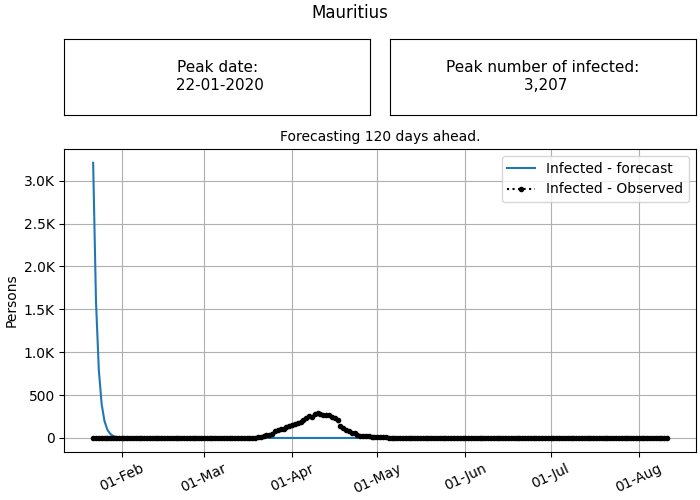 Mauritius
Peak date:
22-01-2020
Peak number of infected:
3,207
Forecasting 120 days ahead.
Infected - forecast
Infected - Observed
Persons
3.0K
2.5K
2.0K
1.5K
1.0K
500
0
01-Feb
01-Mar
01-Apr
01-May
01-Jun
01-Jul
01-Aug